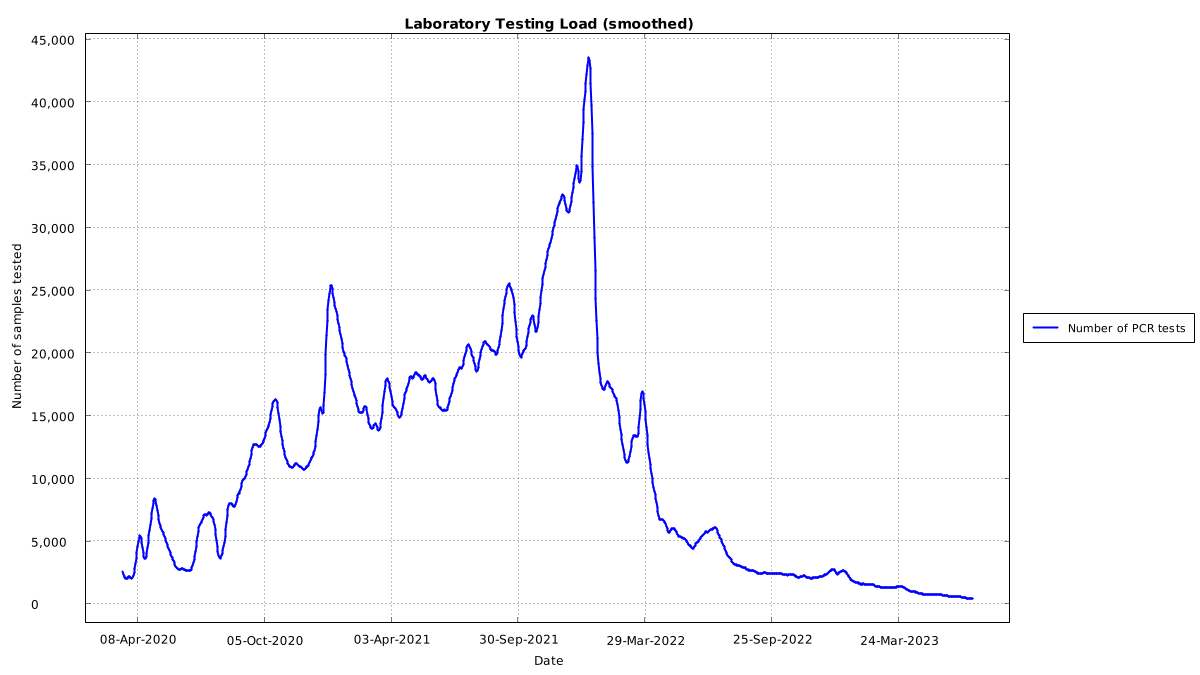 Laboratory Testing Load (smoothed)
45,000
40,000
35,000
30,000
25,000
20,000
15,000
10,000
5,000
0
Number of samples tested
08-Apr-2020
05-Oct-2020
03-Apr-2021
30-Sep-2021
29-Mar-2022
25-Sep-2022
24-Mar-2023
Date
Number of PCR tests